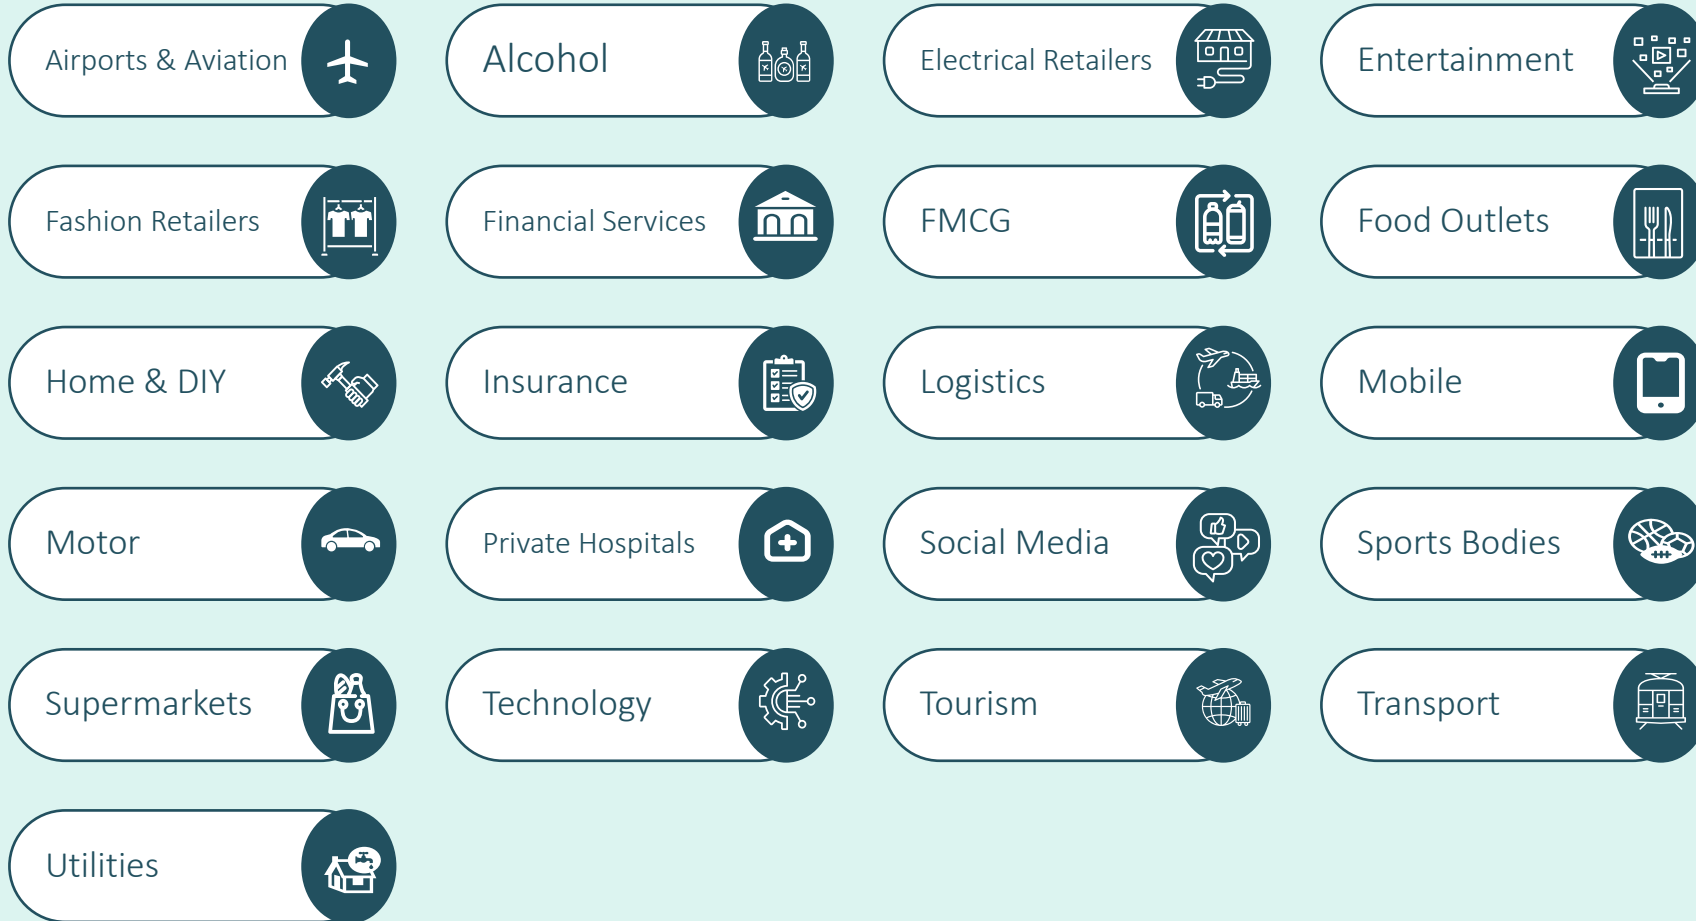 Airports & Aviation
Alcohol
Electrical Retailers
Entertainment
Fashion Retailers
Financial Services
FMCG
Food Outlets
Home & DIY
Insurance
Logistics
Mobile
Motor
Private Hospitals
Social Media
Sports Bodies
Supermarkets
Technology
Tourism
Transport
Utilities